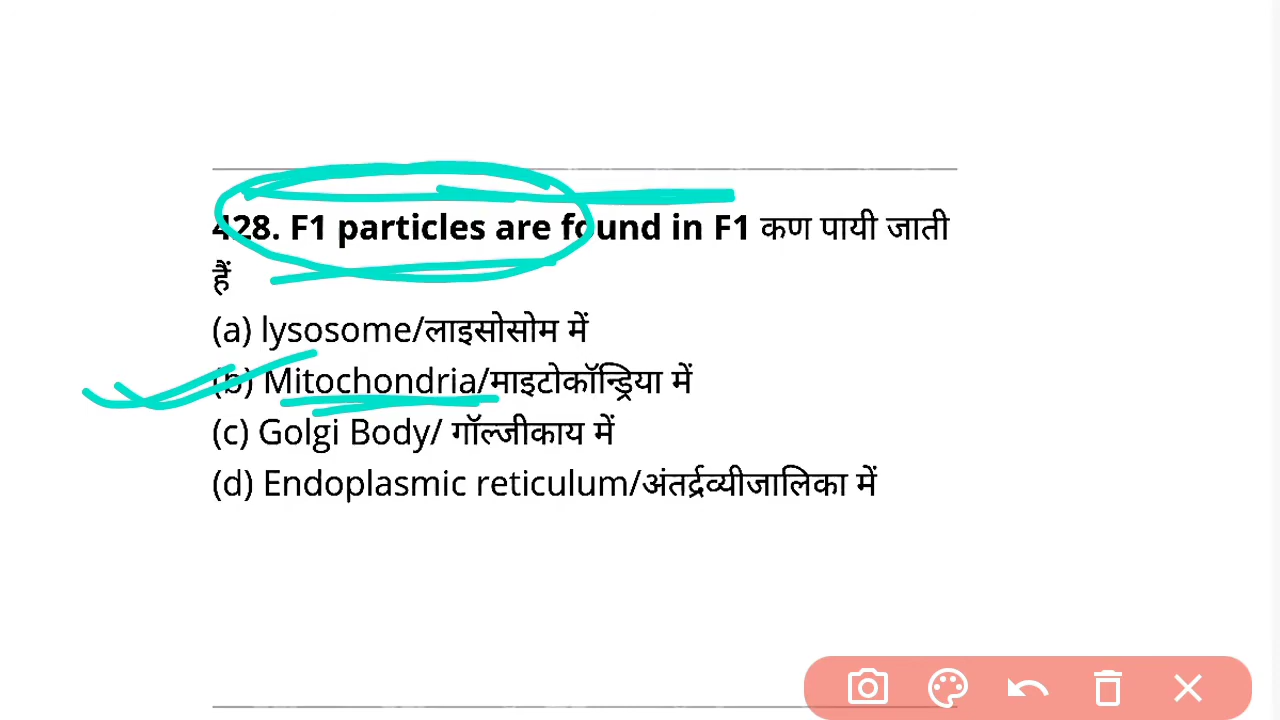 428. F1 particles are found in F1 कण पायी जाती
हैं
(a) lysosome/लाइसोसोम में
(b) Mitochondria/माइटोकॉन्ड्रिया में
(c) Golgi Body/ गॉल्जीकाय में
(d) Endoplasmic reticulum/अंतर्द्रव्यीजालिका में